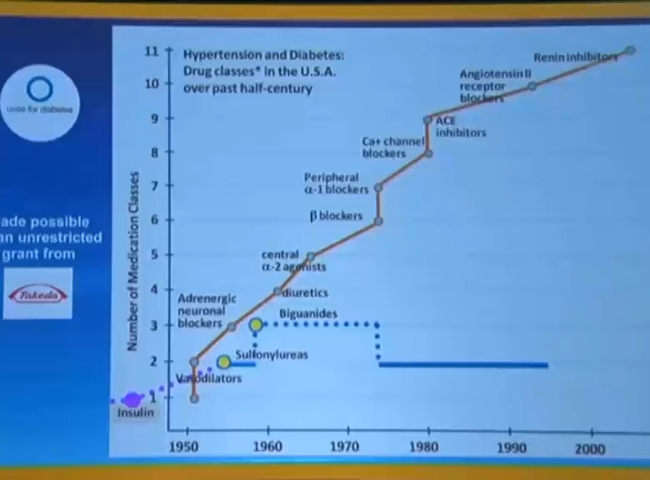 unite for diabetes
ade possible
an unrestricted
grant from
Takeda
Hypertension and Diabetes:
Drug classes* in the U.S.A.
over past half-century
Number of Medication Classes
11
10
9
8
7
6
5
4
3
2
1
Renin inhibitors
Angiotensin II
receptor
blockers
ACE
inhibitors
Ca+ channel
blockers
Peripheral
α-1 blockers
β blockers
central
α-2 agonists
diuretics
Adrenergic
neuronal
blockers
Biguanides
Sulfonylureas
Vasodilators
Insulin
1950
1960
1970
1980
1990
2000